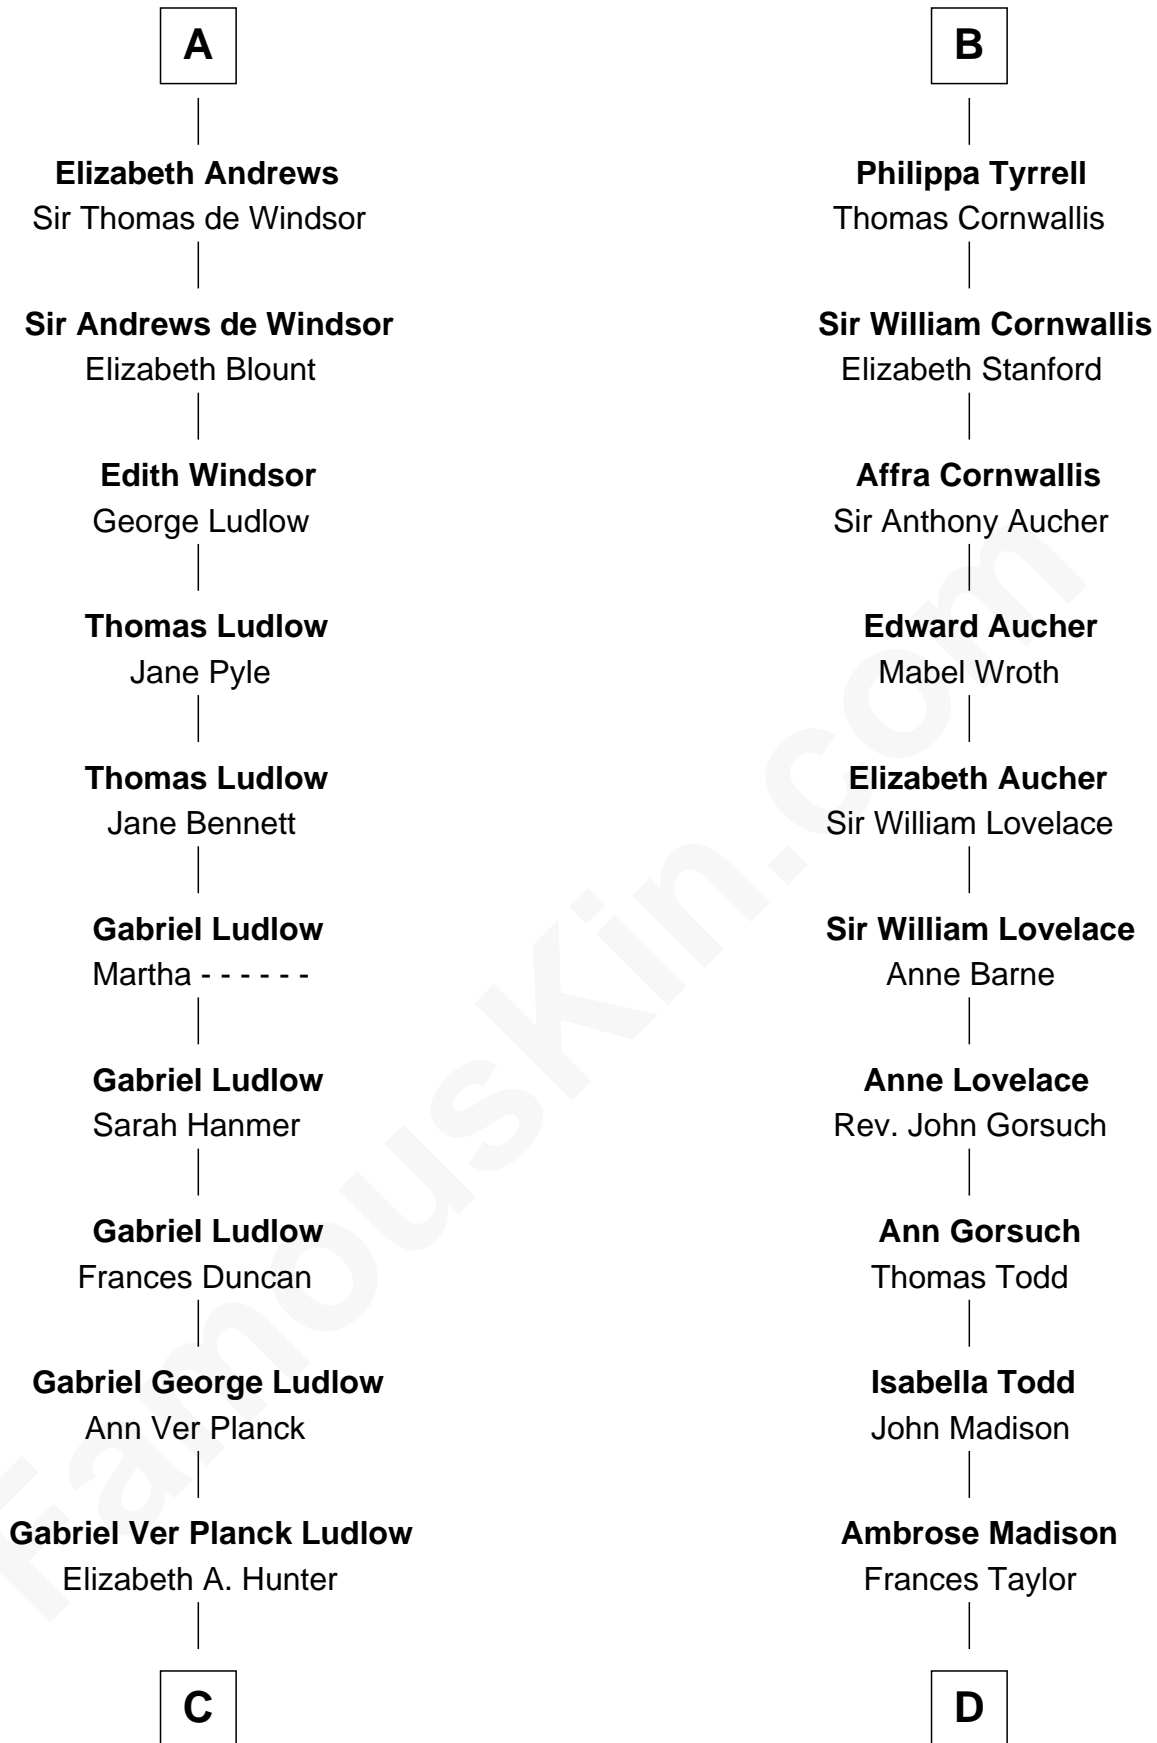 A
Elizabeth Andrews
Sir Thomas de Windsor
Sir Andrews de Windsor
Elizabeth Blount
Edith Windsor
George Ludlow
Thomas Ludlow
Jane Pyle
Thomas Ludlow
Jane Bennett
Gabriel Ludlow
Martha - - - - - -
Gabriel Ludlow
Sarah Hanmer
Gabriel Ludlow
Frances Duncan
Gabriel George Ludlow
Ann Ver Planck
Gabriel Ver Planck Ludlow
Elizabeth A. Hunter
C
B
Philippa Tyrrell
Thomas Cornwallis
Sir William Cornwallis
Elizabeth Stanford
Affra Cornwallis
Sir Anthony Aucher
Edward Aucher
Mabel Wroth
Elizabeth Aucher
Sir William Lovelace
Sir William Lovelace
Anne Barne
Anne Lovelace
Rev. John Gorsuch
Ann Gorsuch
Thomas Todd
Isabella Todd
John Madison
Ambrose Madison
Frances Taylor
D
FamousKin.com